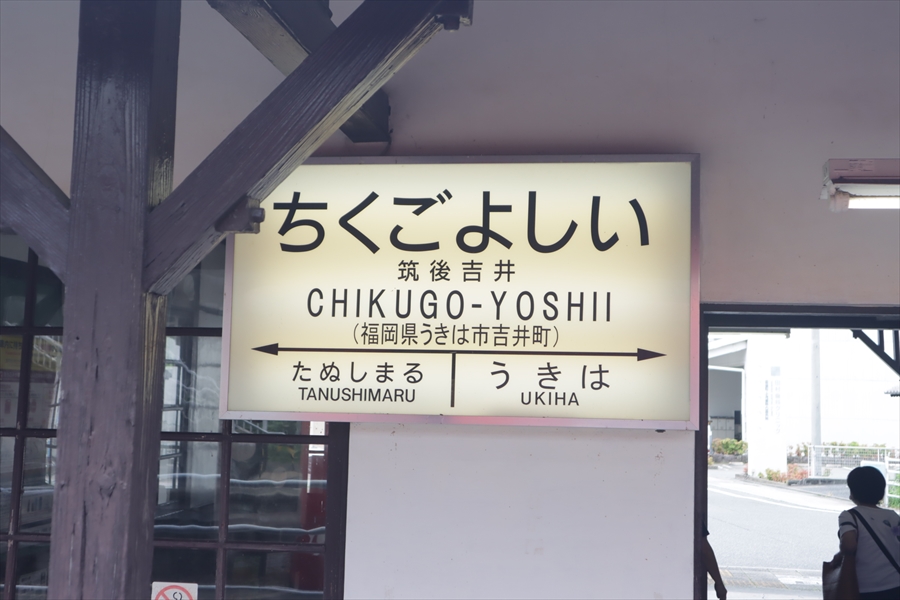 ちくごよしい
筑後吉井
CHIKUGO-YOSHII
(福岡県うきは市吉井町)
たぬしまる うきは
TANUSHIMARU UKIHA